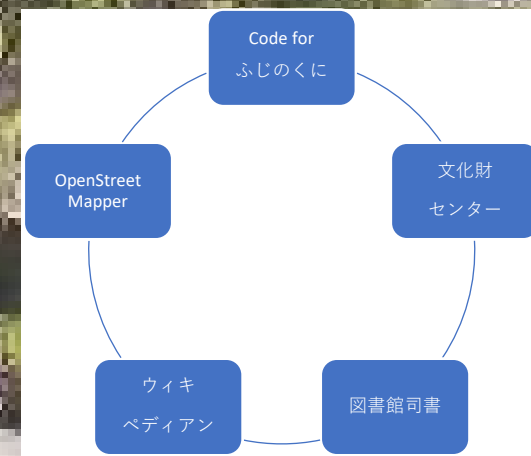 Code for
ふじのくに
文化財
センター
図書館司書
ウィキ
ペディアン
OpenStreet
Mapper